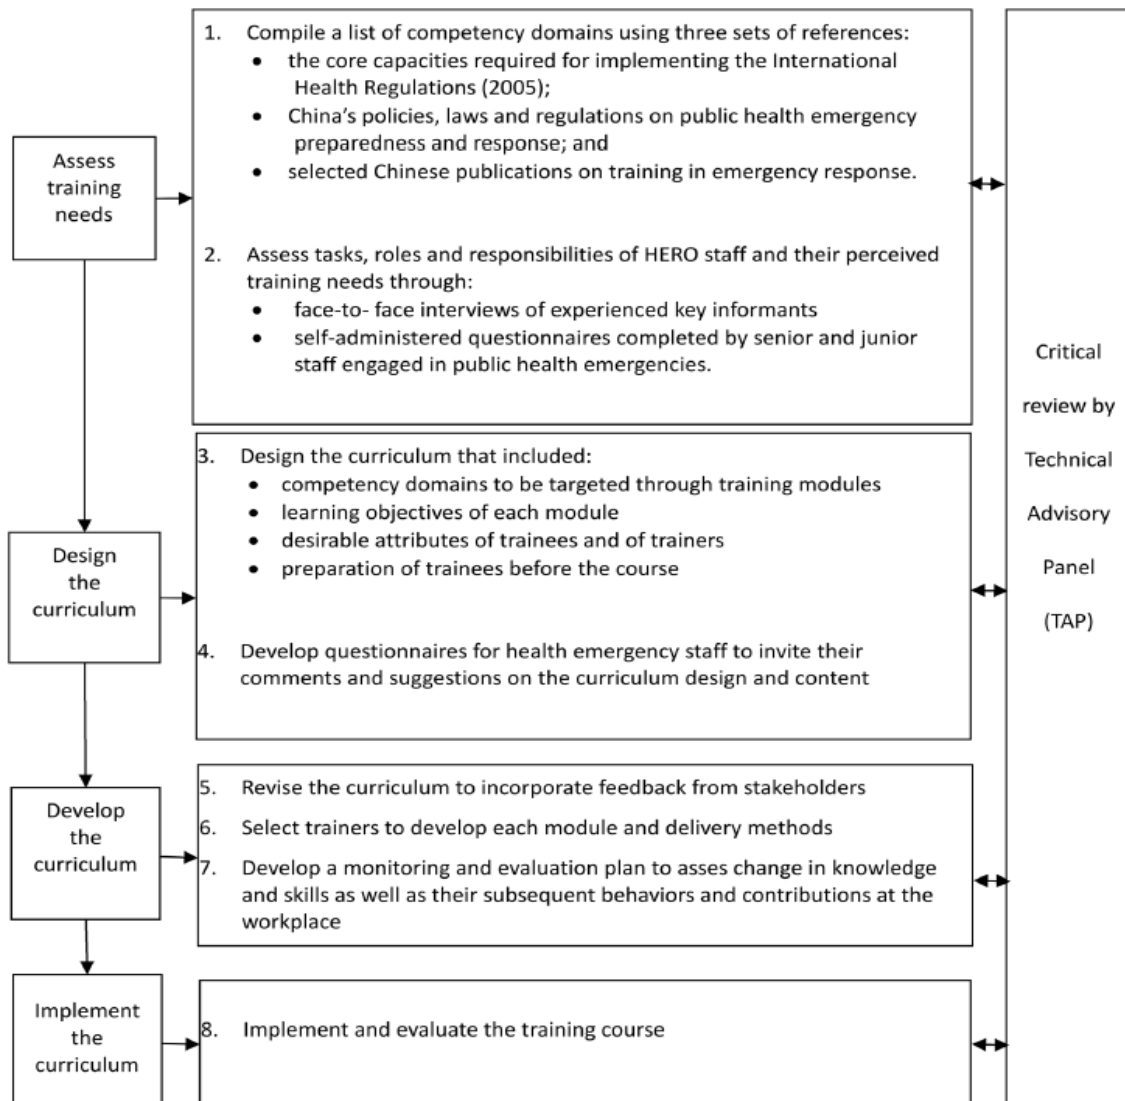 Assess
training
needs
1. Compile a list of competency domains using three sets of references:
• the core capacities required for implementing the International
Health Regulations (2005);
• China's policies, laws and regulations on public health emergency
preparedness and response; and
• selected Chinese publications on training in emergency response.
2. Assess tasks, roles and responsibilities of HERO staff and their perceived
training needs through:
• face-to- face interviews of experienced key informants
• self-administered questionnaires completed by senior and junior
staff engaged in public health emergencies.
Design
the
curriculum
3. Design the curriculum that included:
• competency domains to be targeted through training modules
• learning objectives of each module
• desirable attributes of trainees and of trainers
• preparation of trainees before the course
4. Develop questionnaires for health emergency staff to invite their
comments and suggestions on the curriculum design and content
Develop
the
curriculum
5. Revise the curriculum to incorporate feedback from stakeholders
6. Select trainers to develop each module and delivery methods
7. Develop a monitoring and evaluation plan to asses change in knowledge
and skills as well as their subsequent behaviors and contributions at the
workplace
Implement
the
curriculum
8. Implement and evaluate the training course
Critical
review by
Technical
Advisory
Panel
(TAP)